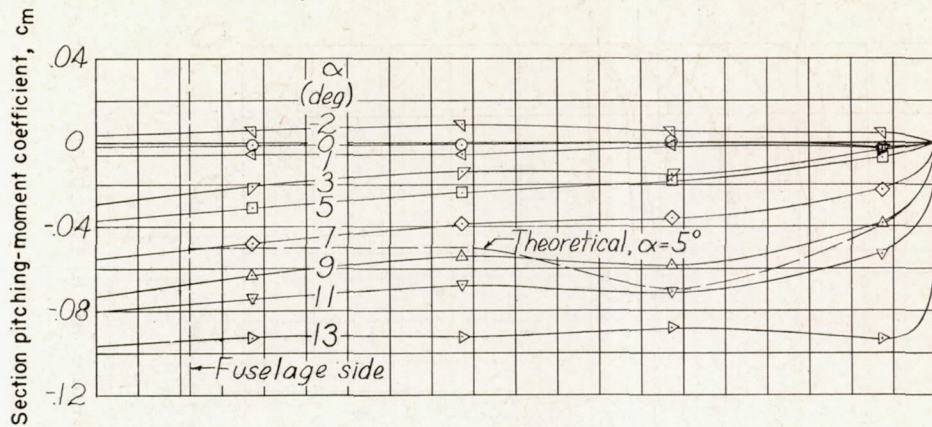 Section pitching-moment coefficient, cm
.04
0
-.04
-.08
-.12
α
(deg)
-2
0
1
3
5
7
9
11
13
Theoretical, α=5°
Fuselage side